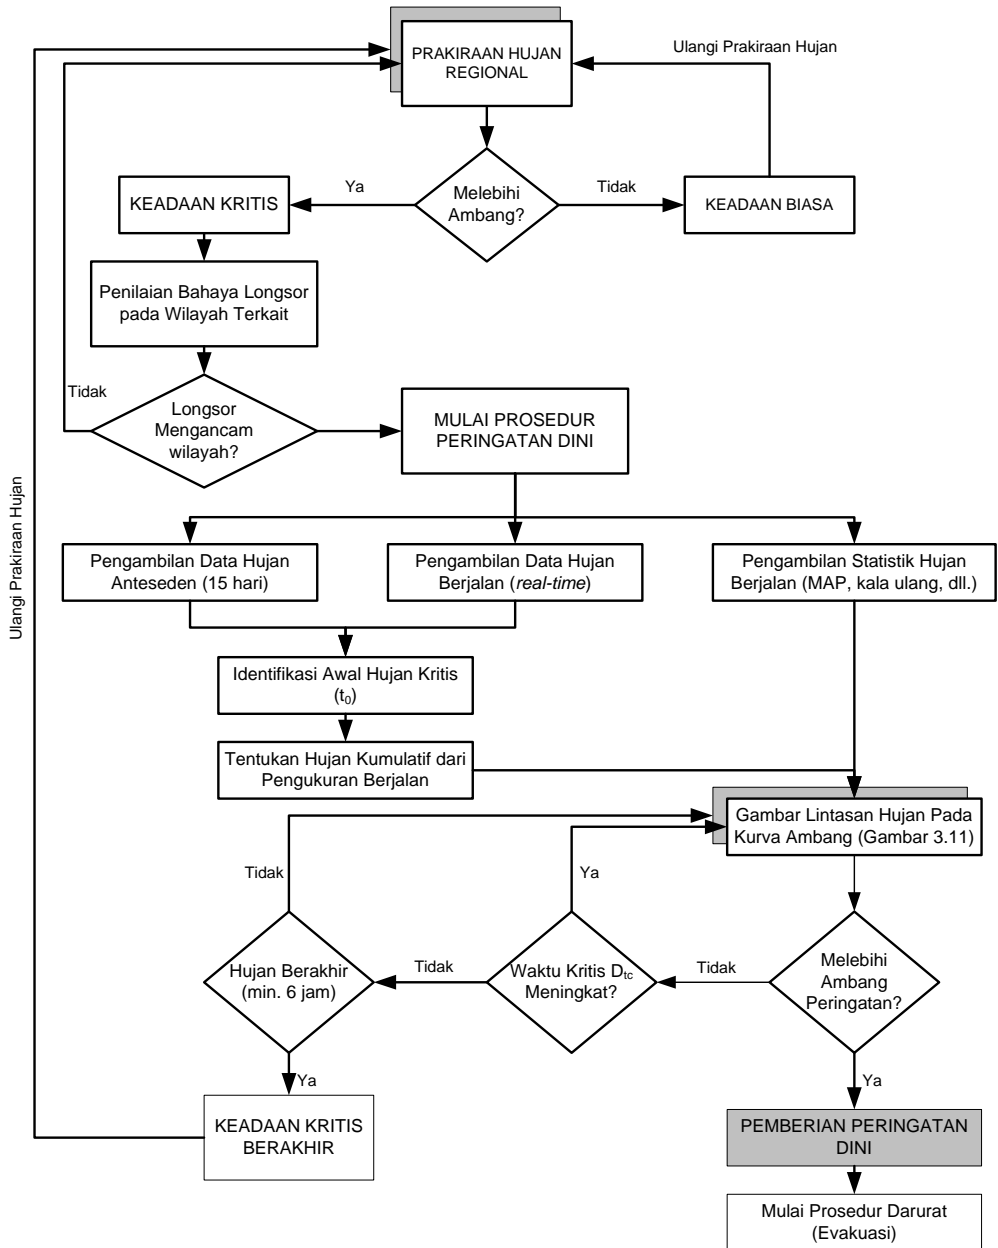 PRAKIRAAN HUJAN
REGIONAL
Ulangi Prakiraan Hujan
Melebihi
Ambang?
Ya
Tidak
KEADAAN KRITIS
KEADAAN BIASA
Penilaian Bahaya Longsor
pada Wilayah Terkait
Tidak
Longsor
Mengancam
wilayah?
MULAI PROSEDUR
PERINGATAN DINI
Ulangi Prakiraan Hujan
Pengambilan Data Hujan
Anteseden (15 hari)
Pengambilan Data Hujan
Berjalan (real-time)
Pengambilan Statistik Hujan
Berjalan (MAP, kala ulang, dll.)
Identifikasi Awal Hujan Kritis
(t₀)
Tentukan Hujan Kumulatif dari
Pengukuran Berjalan
Gambar Lintasan Hujan Pada
Kurva Ambang (Gambar 3.11)
Tidak
Ya
Hujan Berakhir
(min. 6 jam)
Tidak
Waktu Kritis Dtc
Meningkat?
Tidak
Melebihi
Ambang
Peringatan?
Ya
Ya
KEADAAN KRITIS
BERAKHIR
PEMBERIAN PERINGATAN
DINI
Mulai Prosedur Darurat
(Evakuasi)